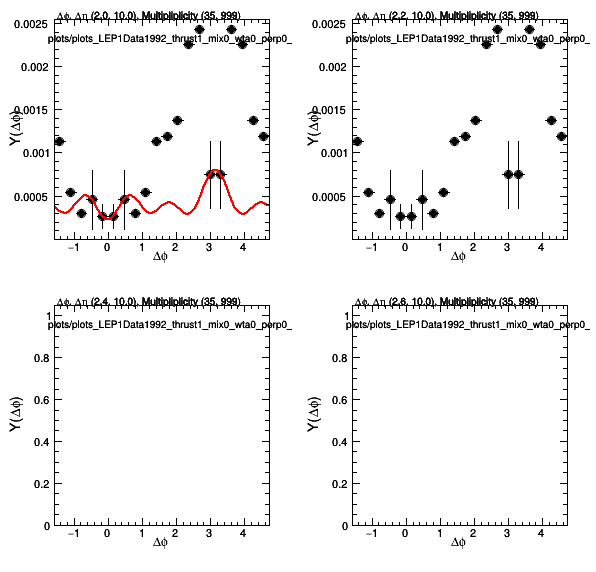 Δϕ, Δη (2.0, 10.0), Multipliplicity (35, 999)
plots/plots_LEP1Data1992_thrust1_mix0_wta0_perp0_
0.0025
0.002
0.0015
0.001
0.0005
Y(Δϕ)
−1 0 1 2 3 4
Δϕ
Δϕ, Δη (2.2, 10.0), Multipliplicity (35, 999)
plots/plots_LEP1Data1992_thrust1_mix0_wta0_perp0_
0.0025
0.002
0.0015
0.001
0.0005
Y(Δϕ)
−1 0 1 2 3 4
Δϕ
Δϕ, Δη (2.4, 10.0), Multipliplicity (35, 999)
plots/plots_LEP1Data1992_thrust1_mix0_wta0_perp0_
1
0.8
0.6
0.4
0.2
0
Y(Δϕ)
−1 0 1 2 3 4
Δϕ
Δϕ, Δη (2.6, 10.0), Multipliplicity (35, 999)
plots/plots_LEP1Data1992_thrust1_mix0_wta0_perp0_
1
0.8
0.6
0.4
0.2
0
Y(Δϕ)
−1 0 1 2 3 4
Δϕ